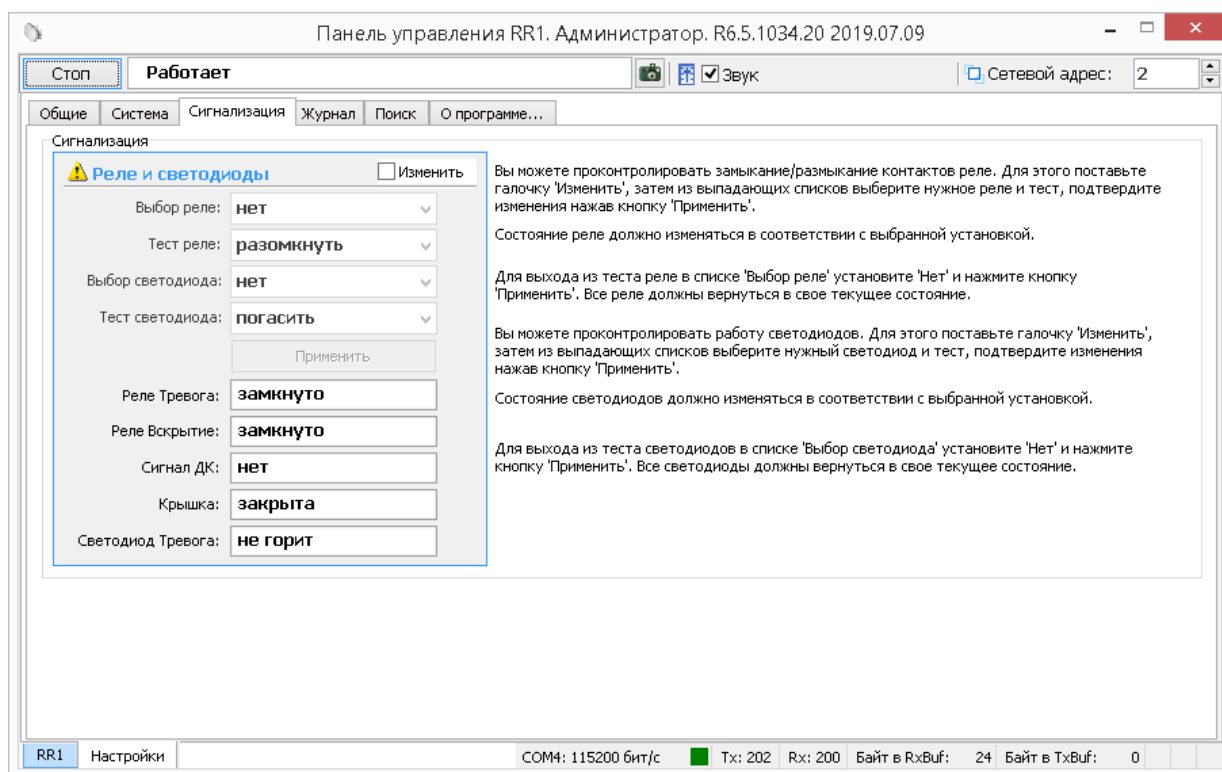 Панель управления RR1. Администратор. R6.5.1034.20 2019.07.09
Стоп
Работает
Звук
Сетевой адрес:
2
Общие
Система
Сигнализация
Журнал
Поиск
О программе...
Сигнализация
Реле и светодиоды
Изменить
Выбор реле:
нет
Тест реле:
разомкнуть
Выбор светодиода:
нет
Тест светодиода:
погасить
Применить
Реле Тревога:
замкнуто
Реле Вскрытие:
замкнуто
Сигнал ДК:
нет
Крышка:
закрыта
Светодиод Тревога:
не горит
Вы можете проконтролировать замыкание/размыкание контактов реле. Для этого поставьте
галочку 'Изменить', затем из выпадающих списков выберите нужное реле и тест, подтвердите
изменения нажав кнопку 'Применить'.
Состояние реле должно изменяться в соответствии с выбранной установкой.
Для выхода из теста реле в списке 'Выбор реле' установите 'Нет' и нажмите кнопку
'Применить'. Все реле должны вернуться в свое текущее состояние.
Вы можете проконтролировать работу светодиодов. Для этого поставьте галочку 'Изменить',
затем из выпадающих списков выберите нужный светодиод и тест, подтвердите изменения
нажав кнопку 'Применить'.
Состояние светодиодов должно изменяться в соответствии с выбранной установкой.
Для выхода из теста светодиодов в списке 'Выбор светодиода' установите 'Нет' и нажмите
кнопку 'Применить'. Все светодиоды должны вернуться в свое текущее состояние.
RR1
Настройки
COM4: 115200 бит/с
Tx: 202
Rx: 200
Байт в RxBuf: 24
Байт в TxBuf: 0